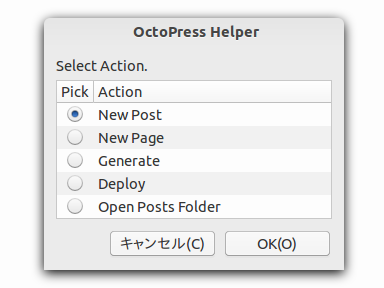 OctoPress Helper
Select Action.
Pick Action
New Post
New Page
Generate
Deploy
Open Posts Folder
キャンセル(C) OK(O)